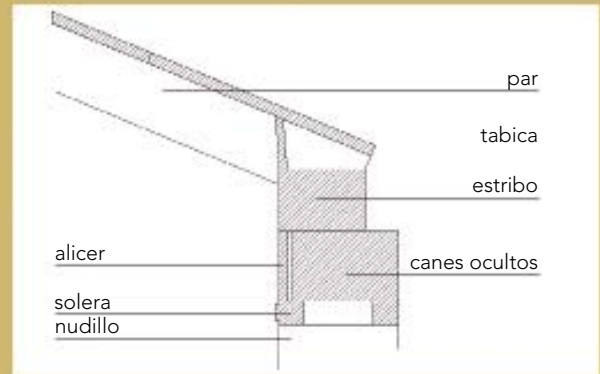 par
tabica
estribo
alicer
canes ocultos
solera
nudillo